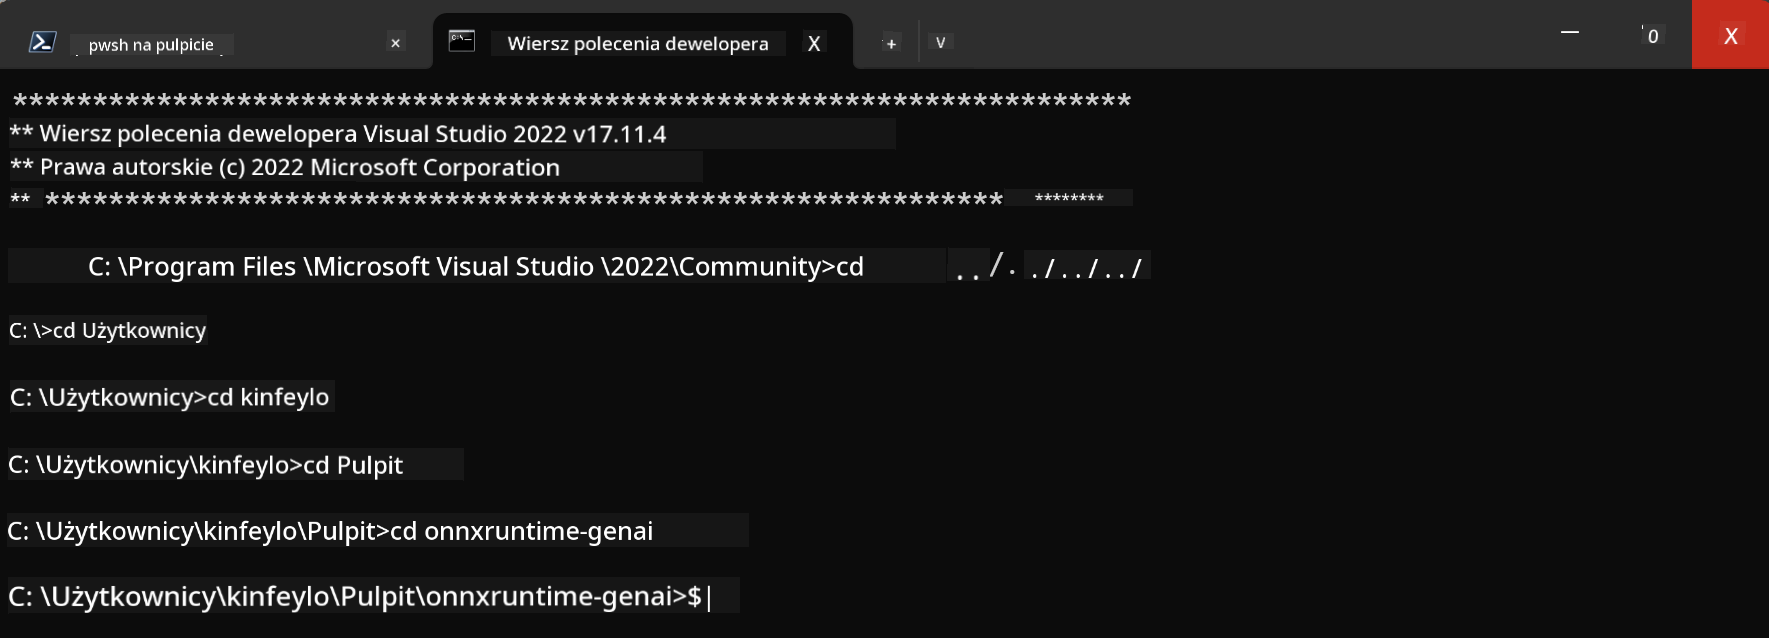 pwsh na pulpicie × Wiersz polecenia dewelopera X + v — 0 X
**********************************************************************
** Wiersz polecenia dewelopera Visual Studio 2022 v17.11.4
** Prawa autorskie (c) 2022 Microsoft Corporation
** ************************************************************ ********
C: \Program Files \Microsoft Visual Studio \2022\Community>cd ../../../../
C: \>cd Użytkownicy
C: \Użytkownicy>cd kinfeylo
C: \Użytkownicy\kinfeylo>cd Pulpit
C: \Użytkownicy\kinfeylo\Pulpit>cd onnxruntime-genai
C: \Użytkownicy\kinfeylo\Pulpit\onnxruntime-genai>$|